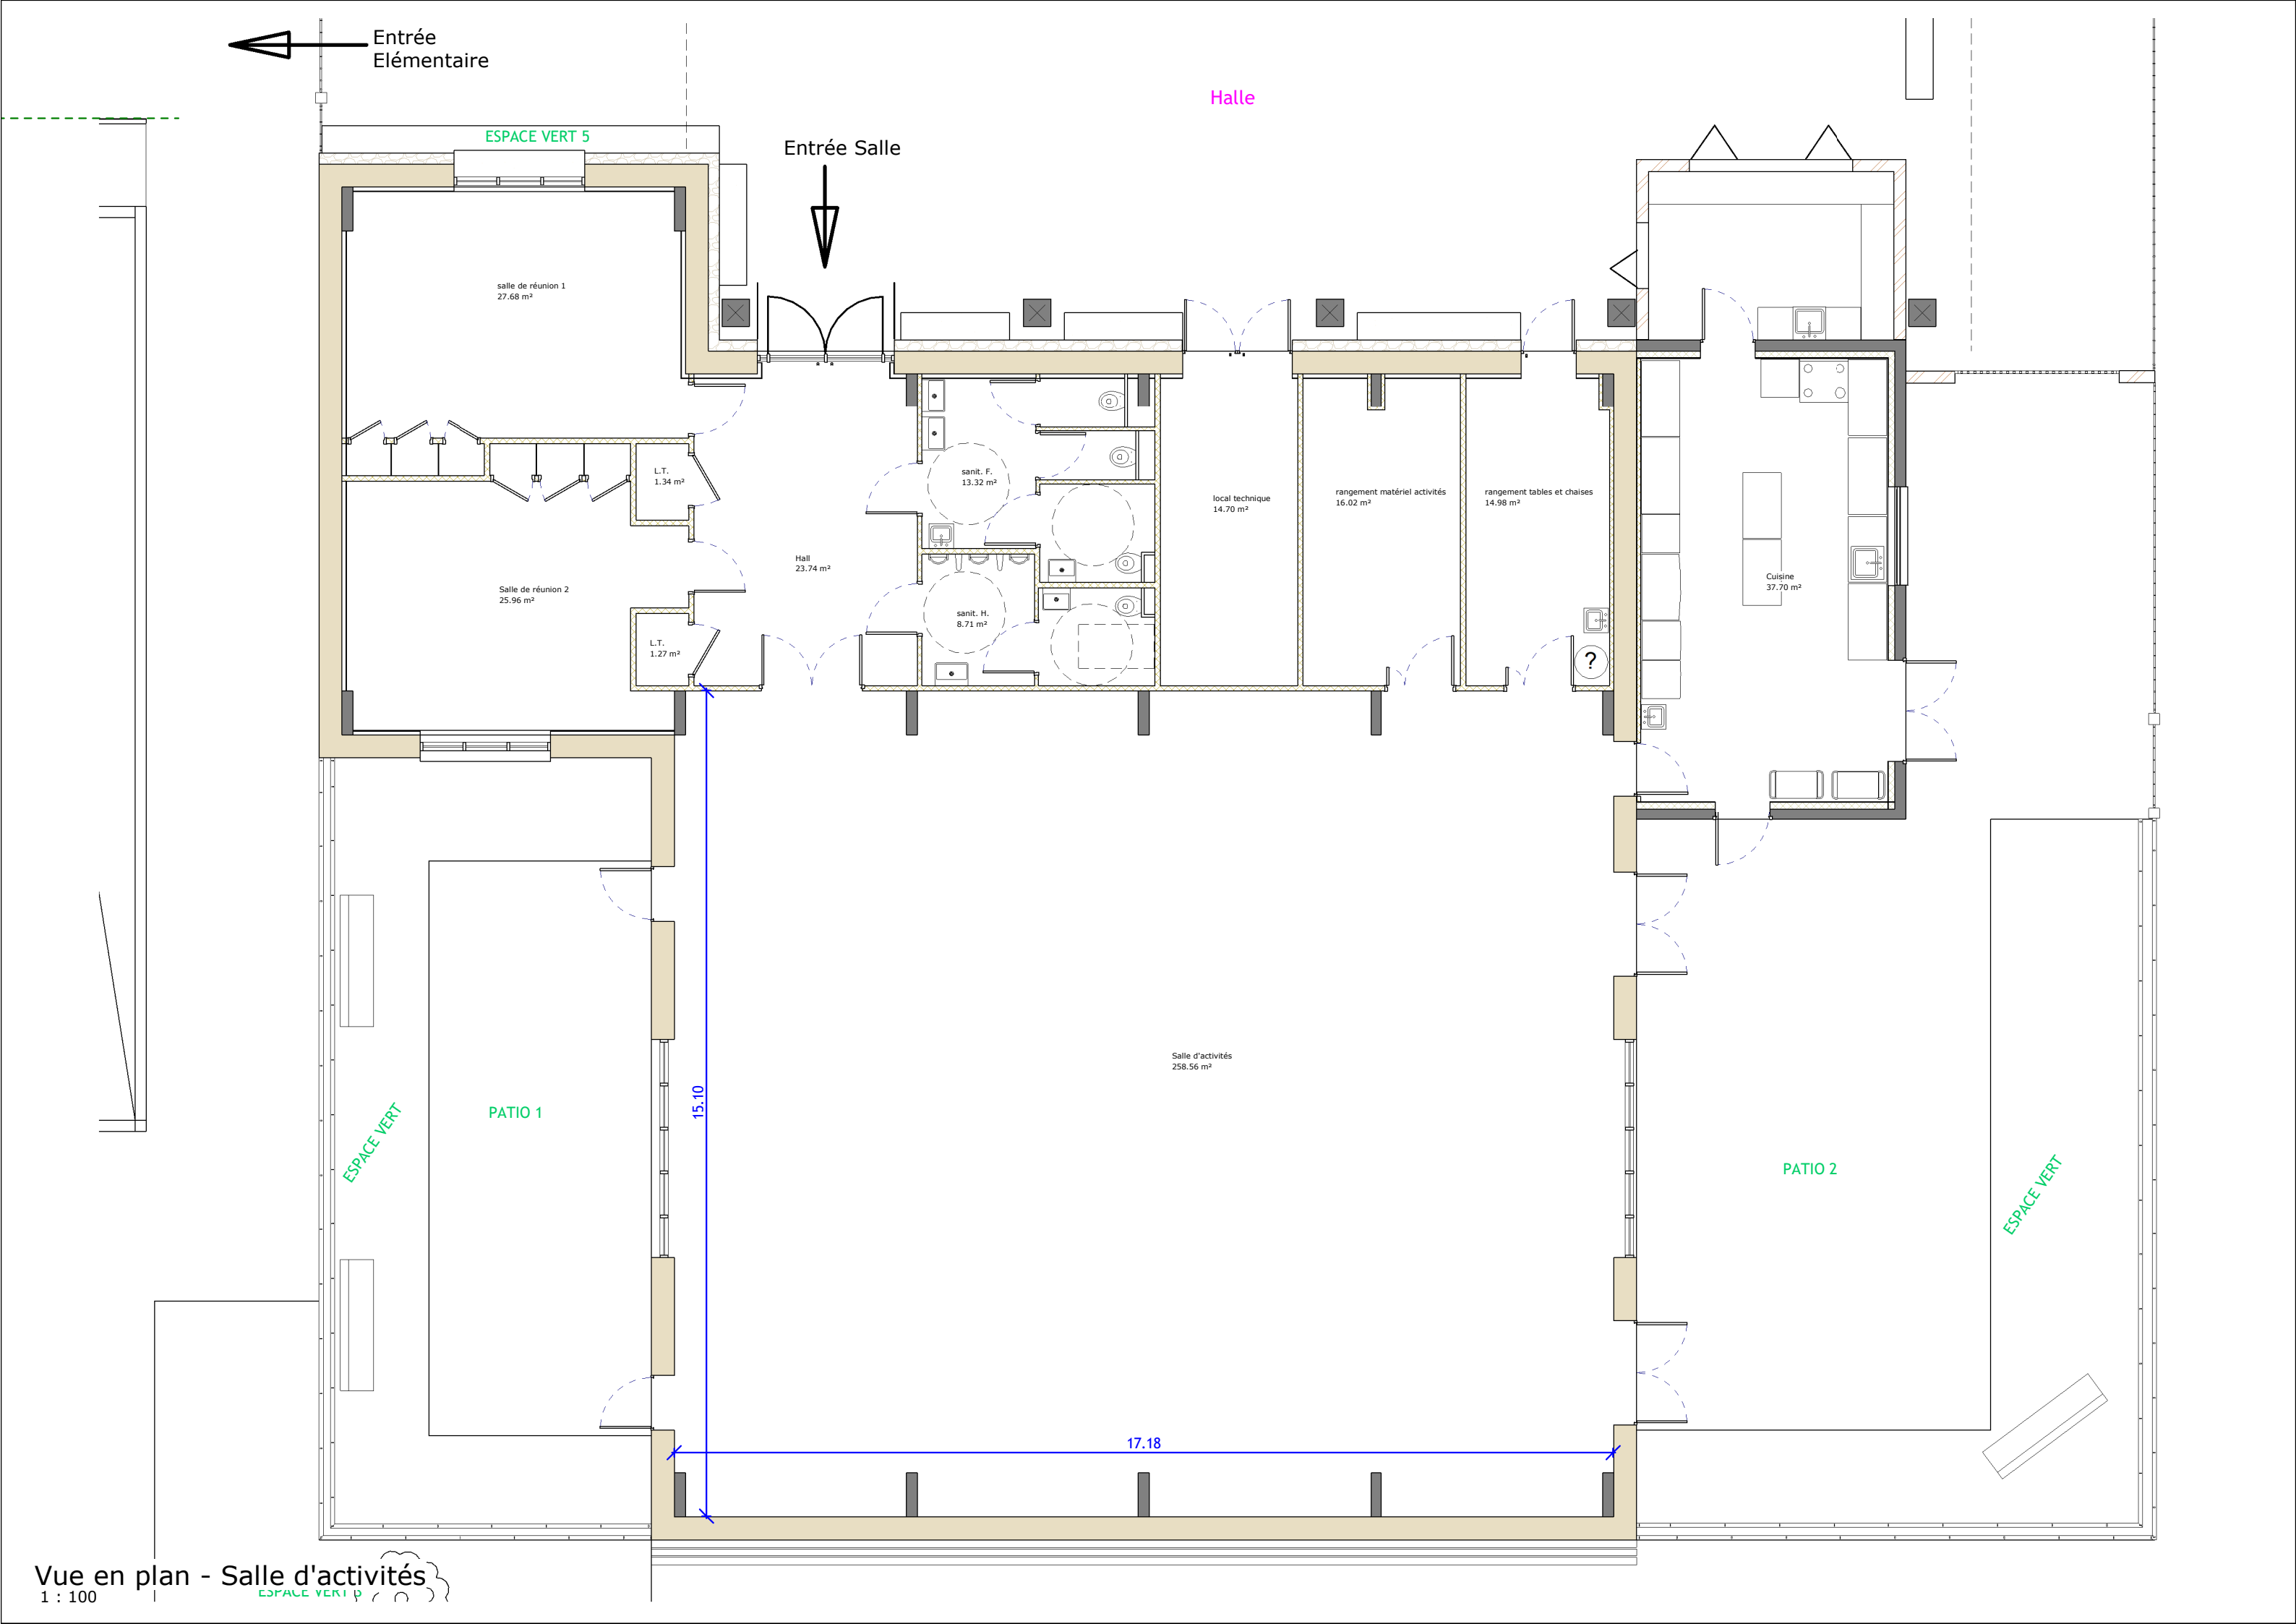 Entrée
Elémentaire
Halle
ESPACE VERT 5
Entrée Salle
salle de réunion 1
27.68 m²
L.T.
1.34 m²
sanit. F.
13.32 m²
local technique
14.70 m²
rangement matériel activités
16.02 m²
rangement tables et chaises
14.98 m²
Hall
23.74 m²
Cuisine
37.70 m²
Salle de réunion 2
25.96 m²
sanit. H.
8.71 m²
L.T.
1.27 m²
?
Salle d'activités
258.56 m²
15.10
PATIO 1
ESPACE VERT
PATIO 2
ESPACE VERT
17.18
Vue en plan - Salle d'activités
1 : 100
ESPACE VERT